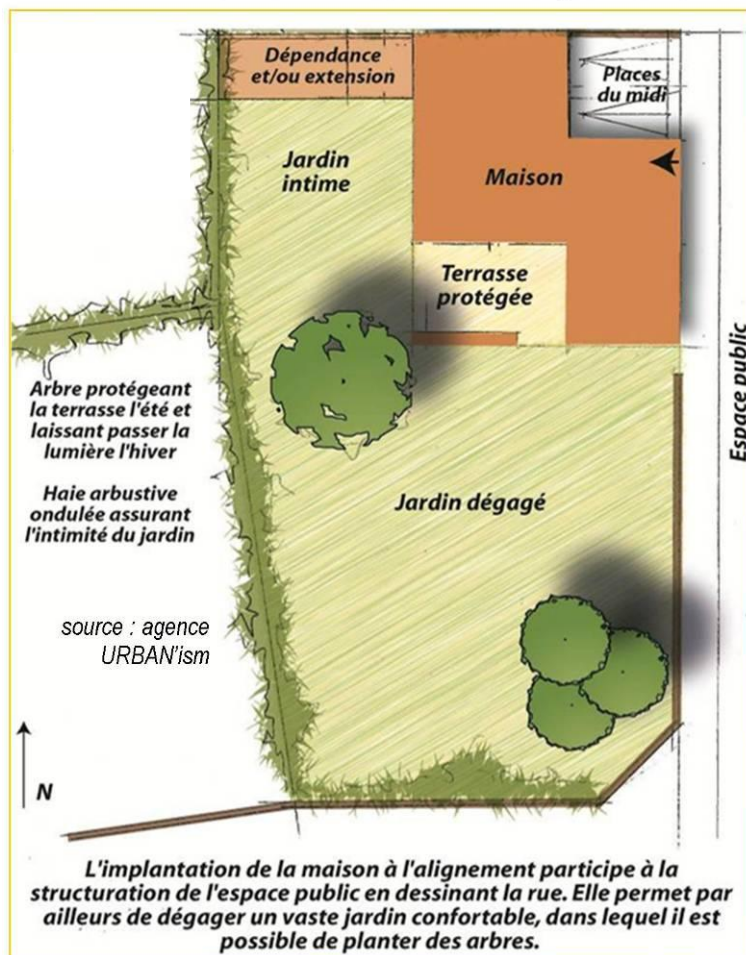 Dépendance
et/ou extension
Places
du midi
Jardin
intime
Maison
Terrasse
protégée
Espace public
Arbre protégeant
la terrasse l'été et
laissant passer la
lumière l'hiver
Haie arbustive
ondulée assurant
l'intimité du jardin
Jardin dégagé
source : agence
URBAN'ism
N
L'implantation de la maison à l'alignement participe à la
structuration de l'espace public en dessinant la rue. Elle permet par
ailleurs de dégager un vaste jardin confortable, dans lequel il est
possible de planter des arbres.